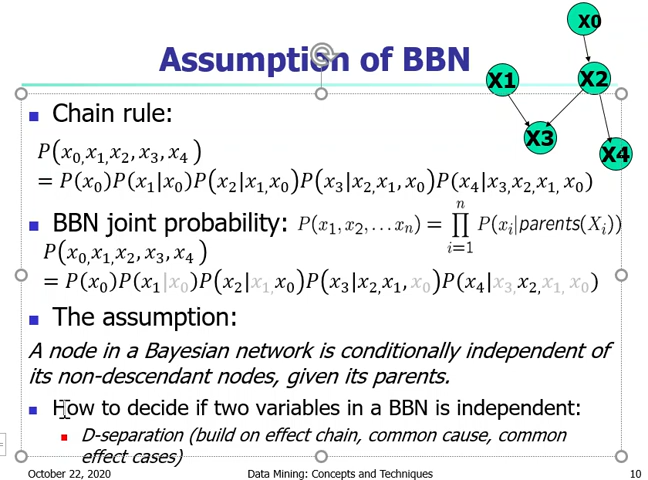 X0
Assumption of BBN
X1
X2
X3
X4
Chain rule:
P(x₀,x₁,x₂,x₃,x₄)
= P(x₀)P(x₁|x₀)P(x₂|x₁,x₀)P(x₃|x₂,x₁,x₀)P(x₄|x₃,x₂,x₁,x₀)
BBN joint probability: P(x₁,x₂,...xₙ) = ∏ⁿᵢ₌₁ P(xᵢ|parents(Xᵢ))
P(x₀,x₁,x₂,x₃,x₄)
= P(x₀)P(x₁|x₀)P(x₂|x₁,x₀)P(x₃|x₂,x₁,x₀)P(x₄|x₃,x₂,x₁,x₀)
The assumption:
A node in a Bayesian network is conditionally independent of
its non-descendant nodes, given its parents.
How to decide if two variables in a BBN is independent:
D-separation (build on effect chain, common cause, common
effect cases)
October 22, 2020 Data Mining: Concepts and Techniques 10